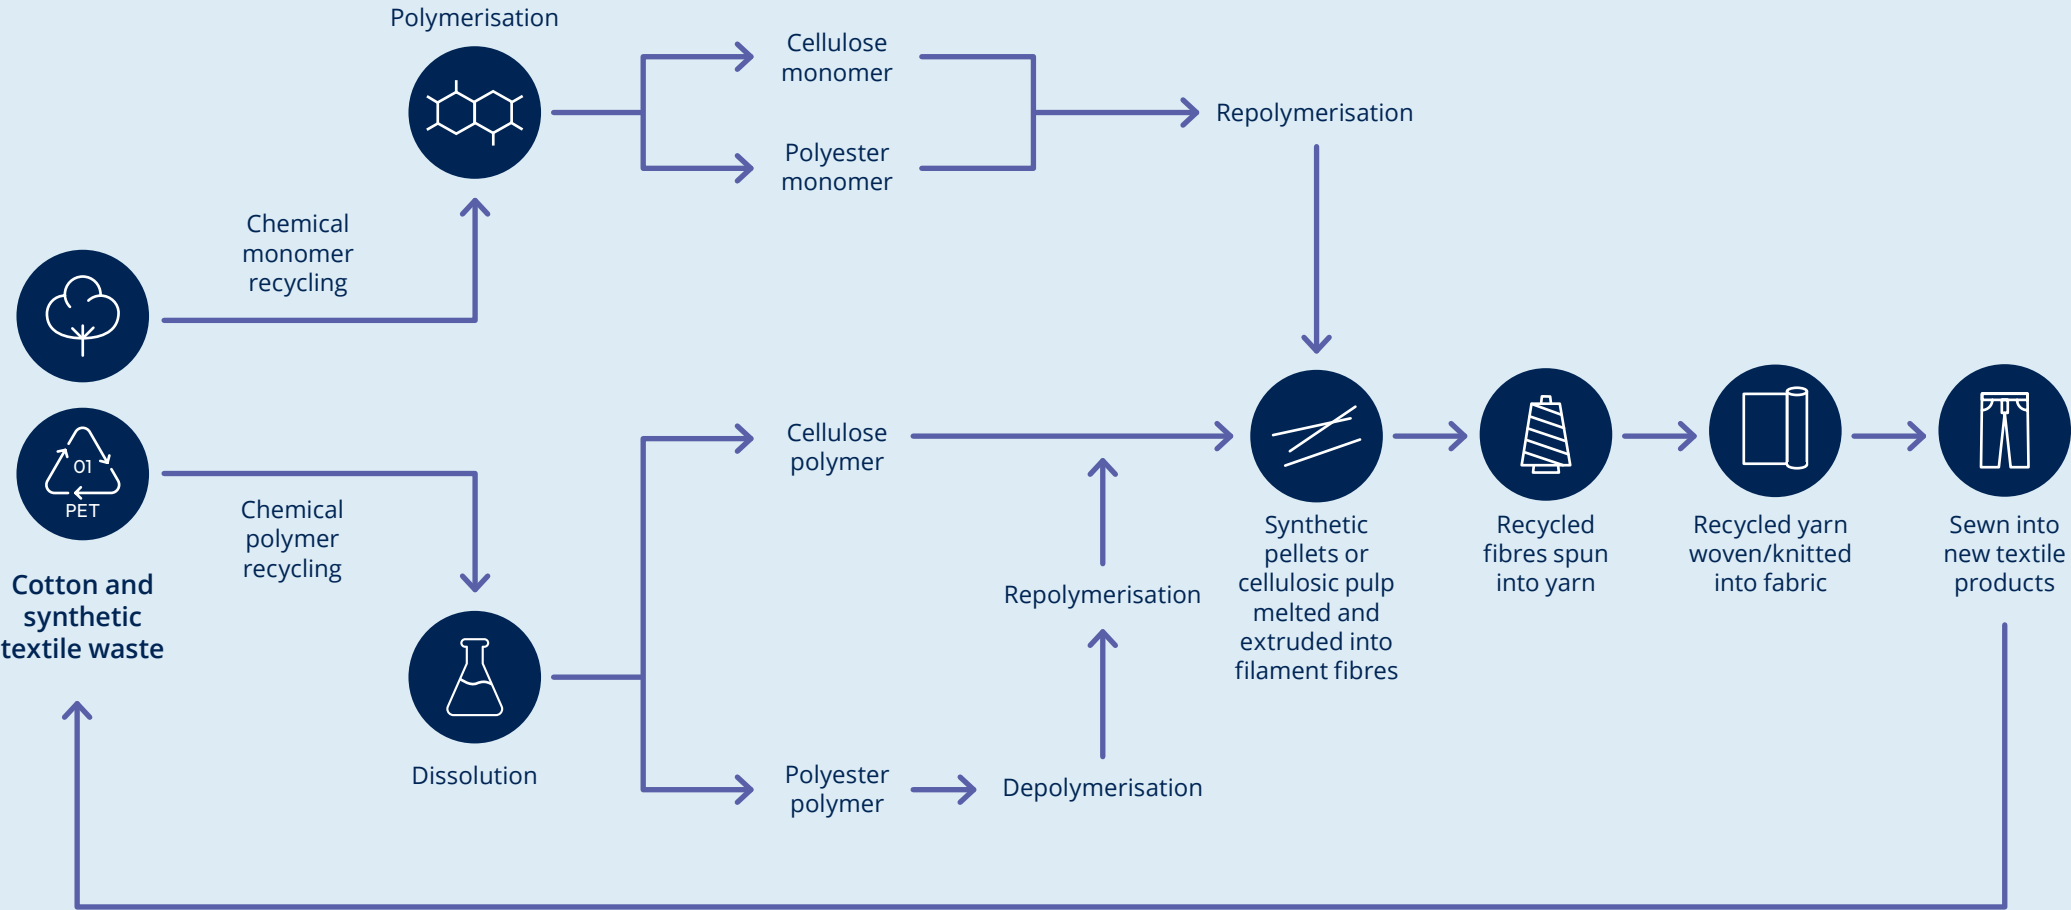 Polymerisation
Cellulose
monomer
Polyester
monomer
Repolymerisation
Chemical
monomer
recycling
01
PET
Cotton and
synthetic
textile waste
Chemical
polymer
recycling
Dissolution
Cellulose
polymer
Polyester
polymer
Depolymerisation
Repolymerisation
Synthetic
pellets or
cellulosic pulp
melted and
extruded into
filament fibres
Recycled
fibres spun
into yarn
Recycled yarn
woven/knitted
into fabric
Sewn into
new textile
products